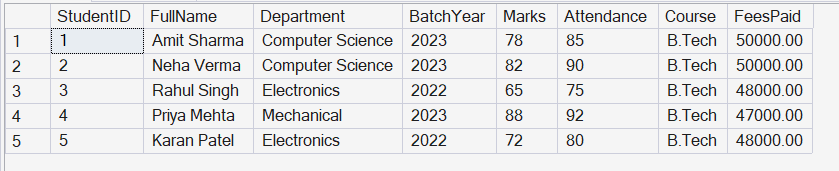 StudentID FullName Department BatchYear Marks Attendance Course FeesPaid
1 1 Amit Sharma Computer Science 2023 78 85 B.Tech 50000.00
2 2 Neha Verma Computer Science 2023 82 90 B.Tech 50000.00
3 3 Rahul Singh Electronics 2022 65 75 B.Tech 48000.00
4 4 Priya Mehta Mechanical 2023 88 92 B.Tech 47000.00
5 5 Karan Patel Electronics 2022 72 80 B.Tech 48000.00